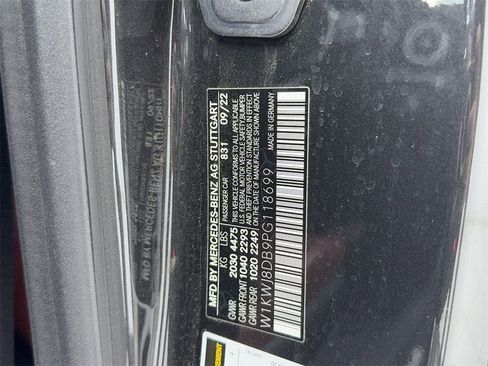 MFD BY MERCEDES-BENZ AG STUTTGART
PASSENGER CAR 831 09/22
KG LBS
GVWR 2030 4475
GAWR FRONT 1040 2293
GAWR REAR 1020 2249
THIS VEHICLE CONFORMS TO ALL APPLICABLE
U.S. FEDERAL MOTOR VEHICLE SAFETY, BUMPER
AND THEFT PREVENTION STANDARDS IN EFFECT
ON DATE OF MANUFACTURE SHOWN ABOVE.
W1KWJ8DB9PG118699 MADE IN GERMANY